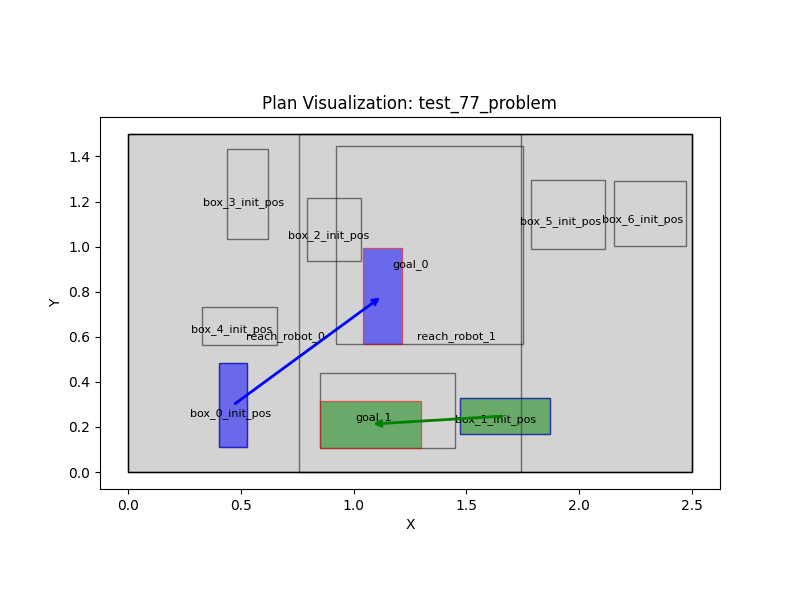 Plan Visualization: test_77_problem
Y
1.4
1.2
1.0
0.8
0.6
0.4
0.2
0.0
box_3_init_pos
box_2_init_pos
box_5_init_pos
box_6_init_pos
goal_0
box_4_init_pos
reach_robot_0
reach_robot_1
box_0_init_pos
goal_1
box_1_init_pos
0.0
0.5
1.0
1.5
2.0
2.5
X